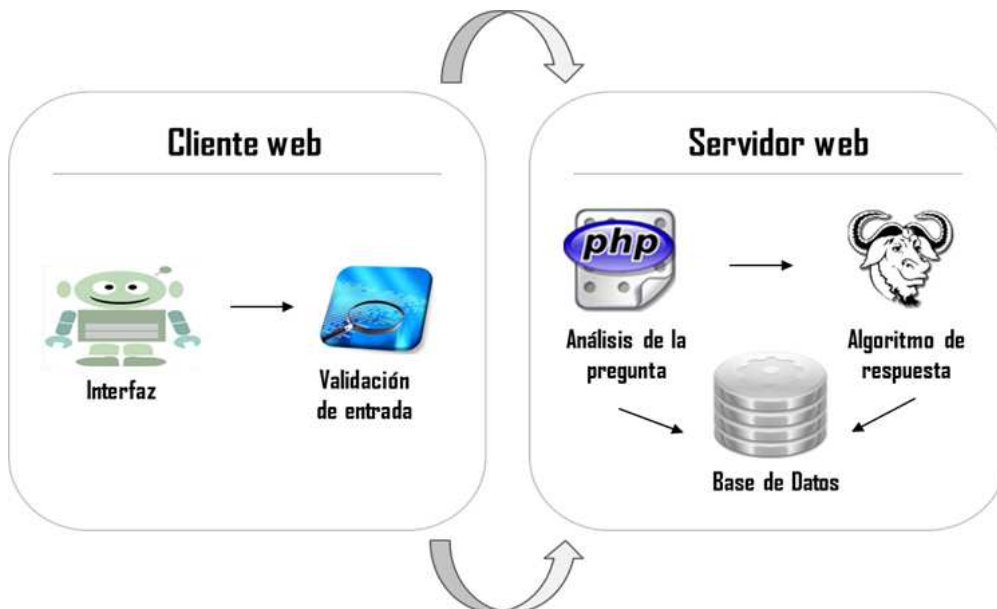 Cliente web
Interfaz
Validación
de entrada
Servidor web
php
Análisis de la
pregunta
Algoritmo de
respuesta
Base de Datos